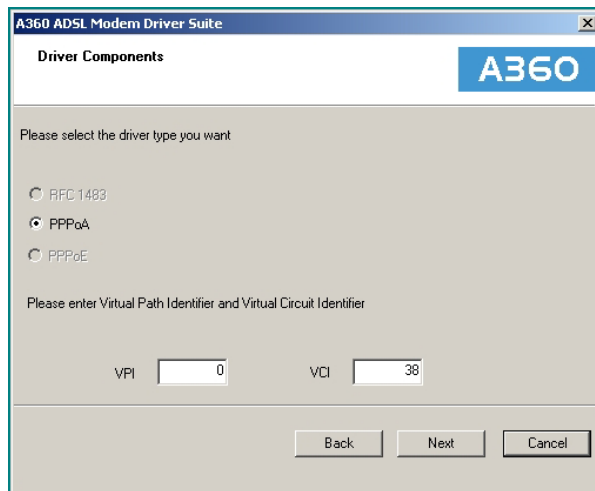 A360 ADSL Modem Driver Suite
Driver Components
A360
Please select the driver type you want
RFC 1483
PPPoA
PPPoE
Please enter Virtual Path Identifier and Virtual Circuit Identifier
VPI 0 VCI 38
Back Next Cancel